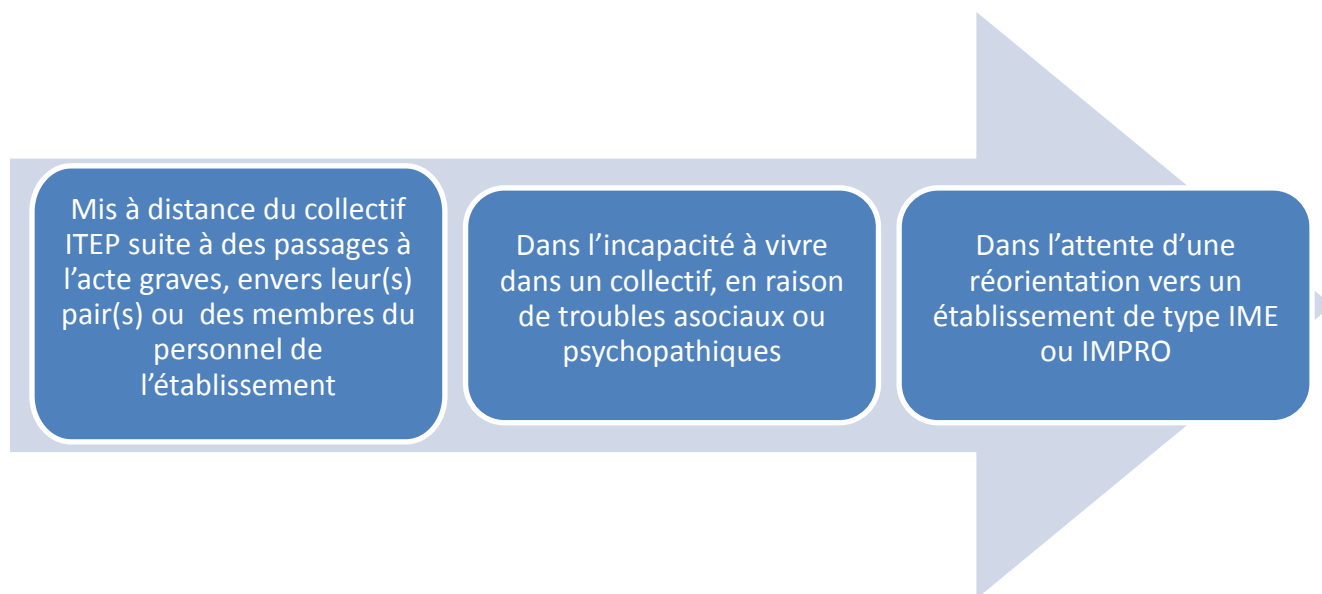 Mis à distance du collectif
ITEP suite à des passages à
l’acte graves, envers leur(s)
pair(s) ou  des membres du
personnel de
l’établissement
Dans l’incapacité à vivre
dans un collectif, en raison
de troubles asociaux ou
psychopathiques
Dans l’attente d’une
réorientation vers un
établissement de type IME
ou IMPRO